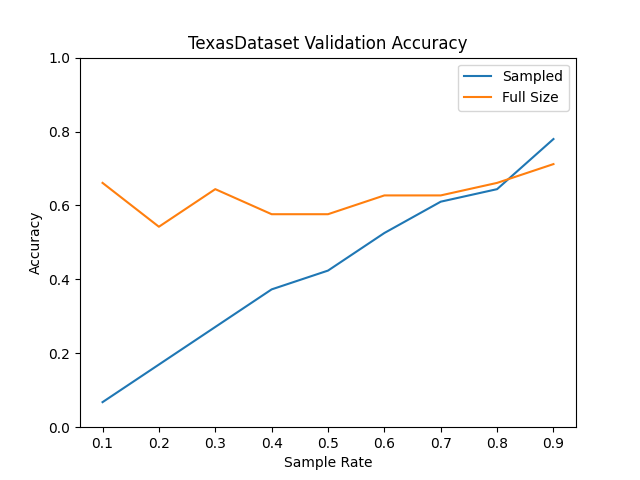 TexasDataset Validation Accuracy
Sampled
Full Size
1.0
0.8
0.6
0.4
0.2
0.0
Accuracy
0.1 0.2 0.3 0.4 0.5 0.6 0.7 0.8 0.9
Sample Rate